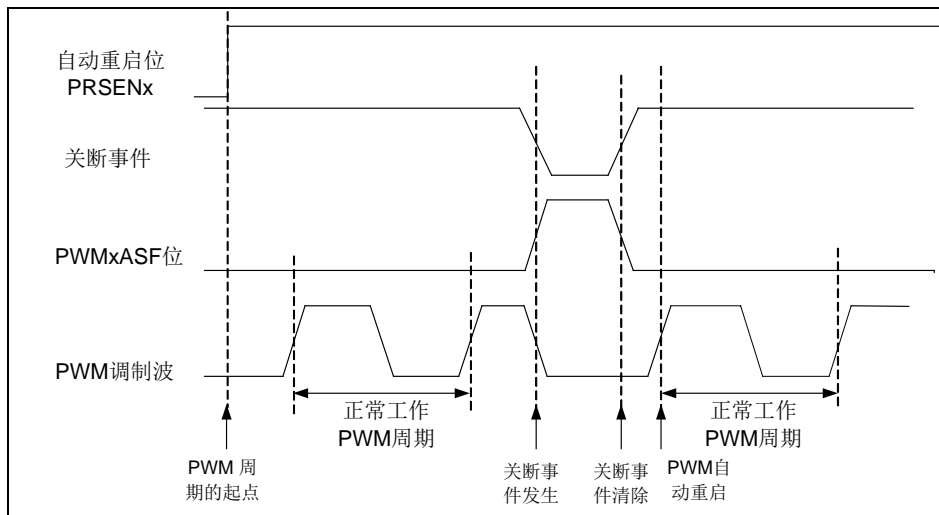 自动重启位
PRSENx
关断事件
PWMxASF位
PWM调制波
正常工作
PWM周期
正常工作
PWM周期
PWM 周
期的起点
关断事
件发生
关断事
件清除
PWM自
动重启